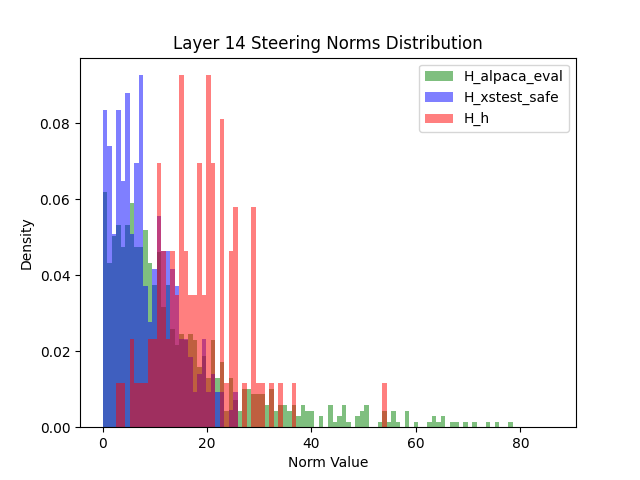 Layer 14 Steering Norms Distribution
H_alpaca_eval
H_xstest_safe
H_h
Density
0.08
0.06
0.04
0.02
0.00
0 20 40 60 80
Norm Value